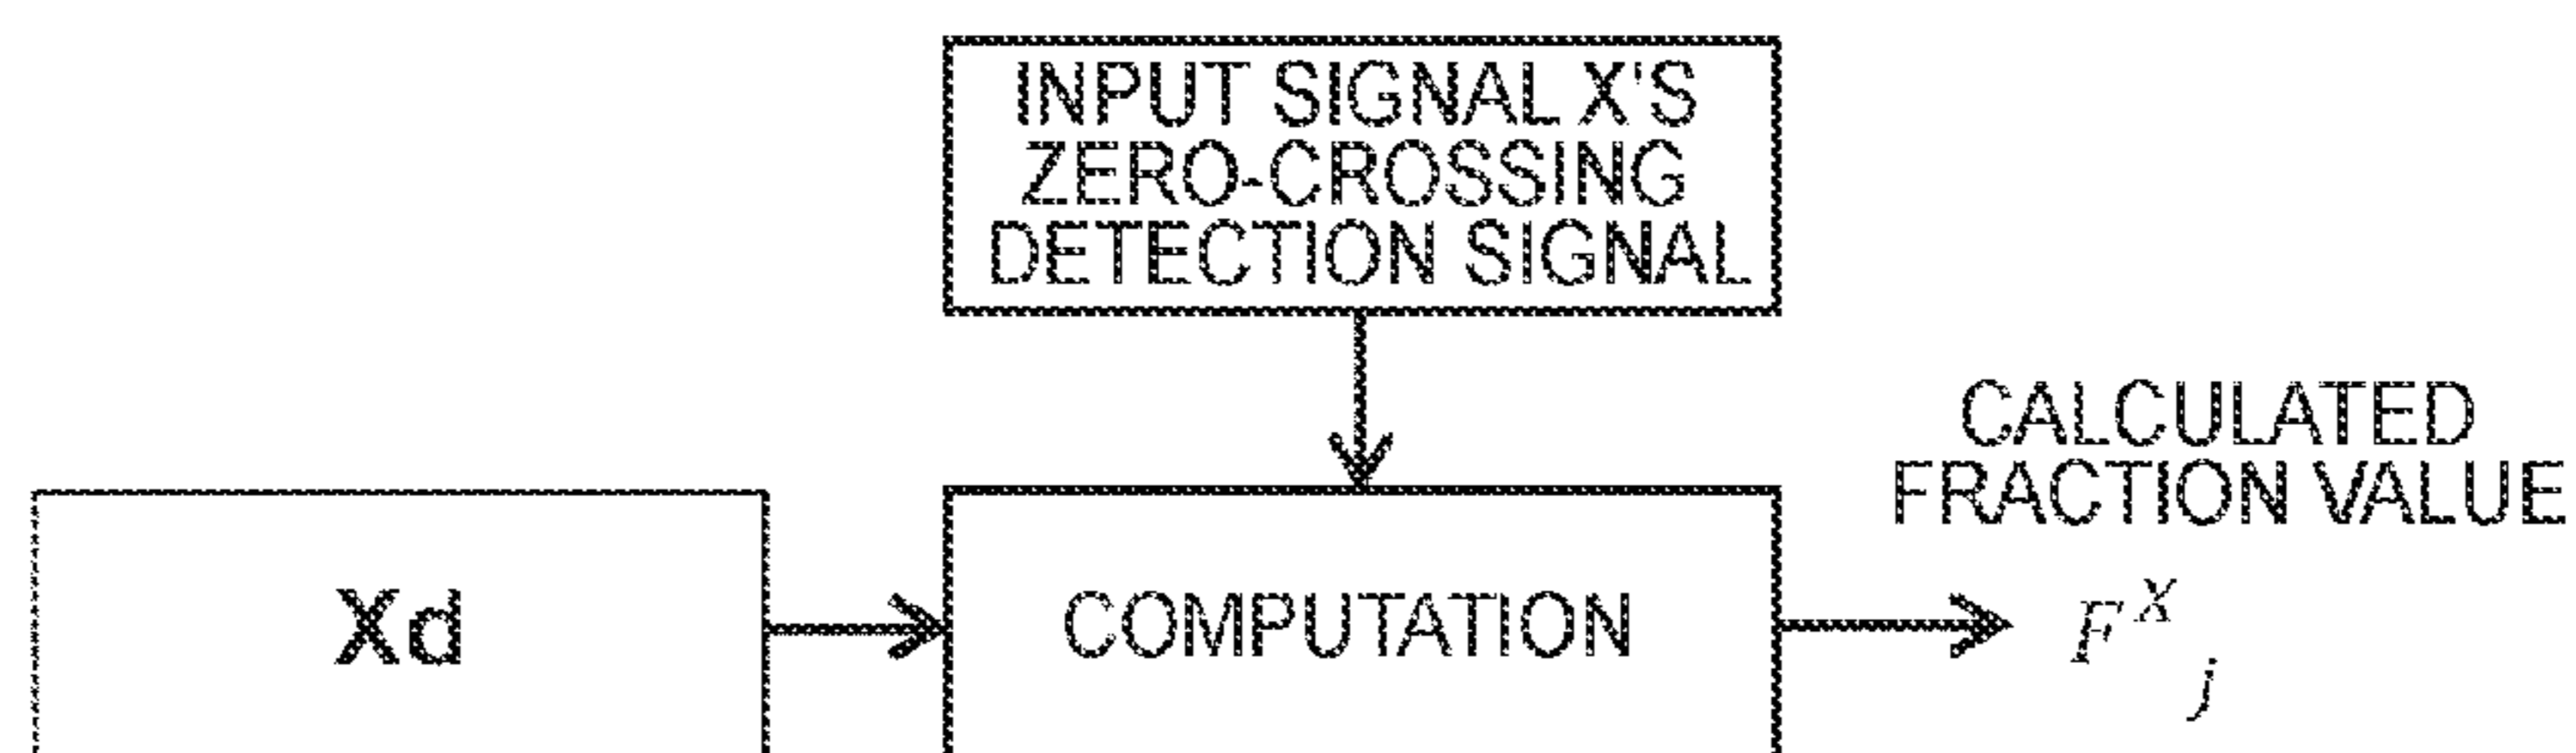 INPUT SIGNAL X'S
ZERO-CROSSING
DETECTION SIGNAL
CALCULATED
FRACTION VALUE
Xd
COMPUTATION
F^X_j